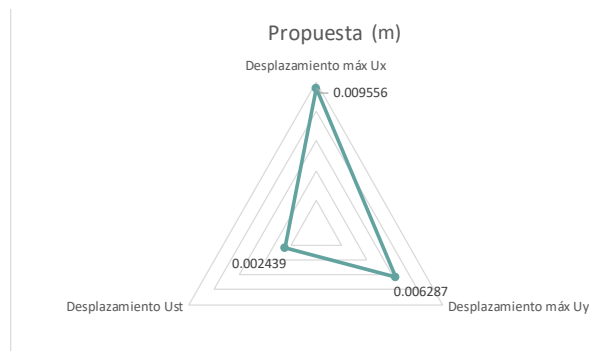 Propuesta (m)
Desplazamiento máx Ux
0.009556
0.002439
0.006287
Desplazamiento Ust
Desplazamiento máx Uy